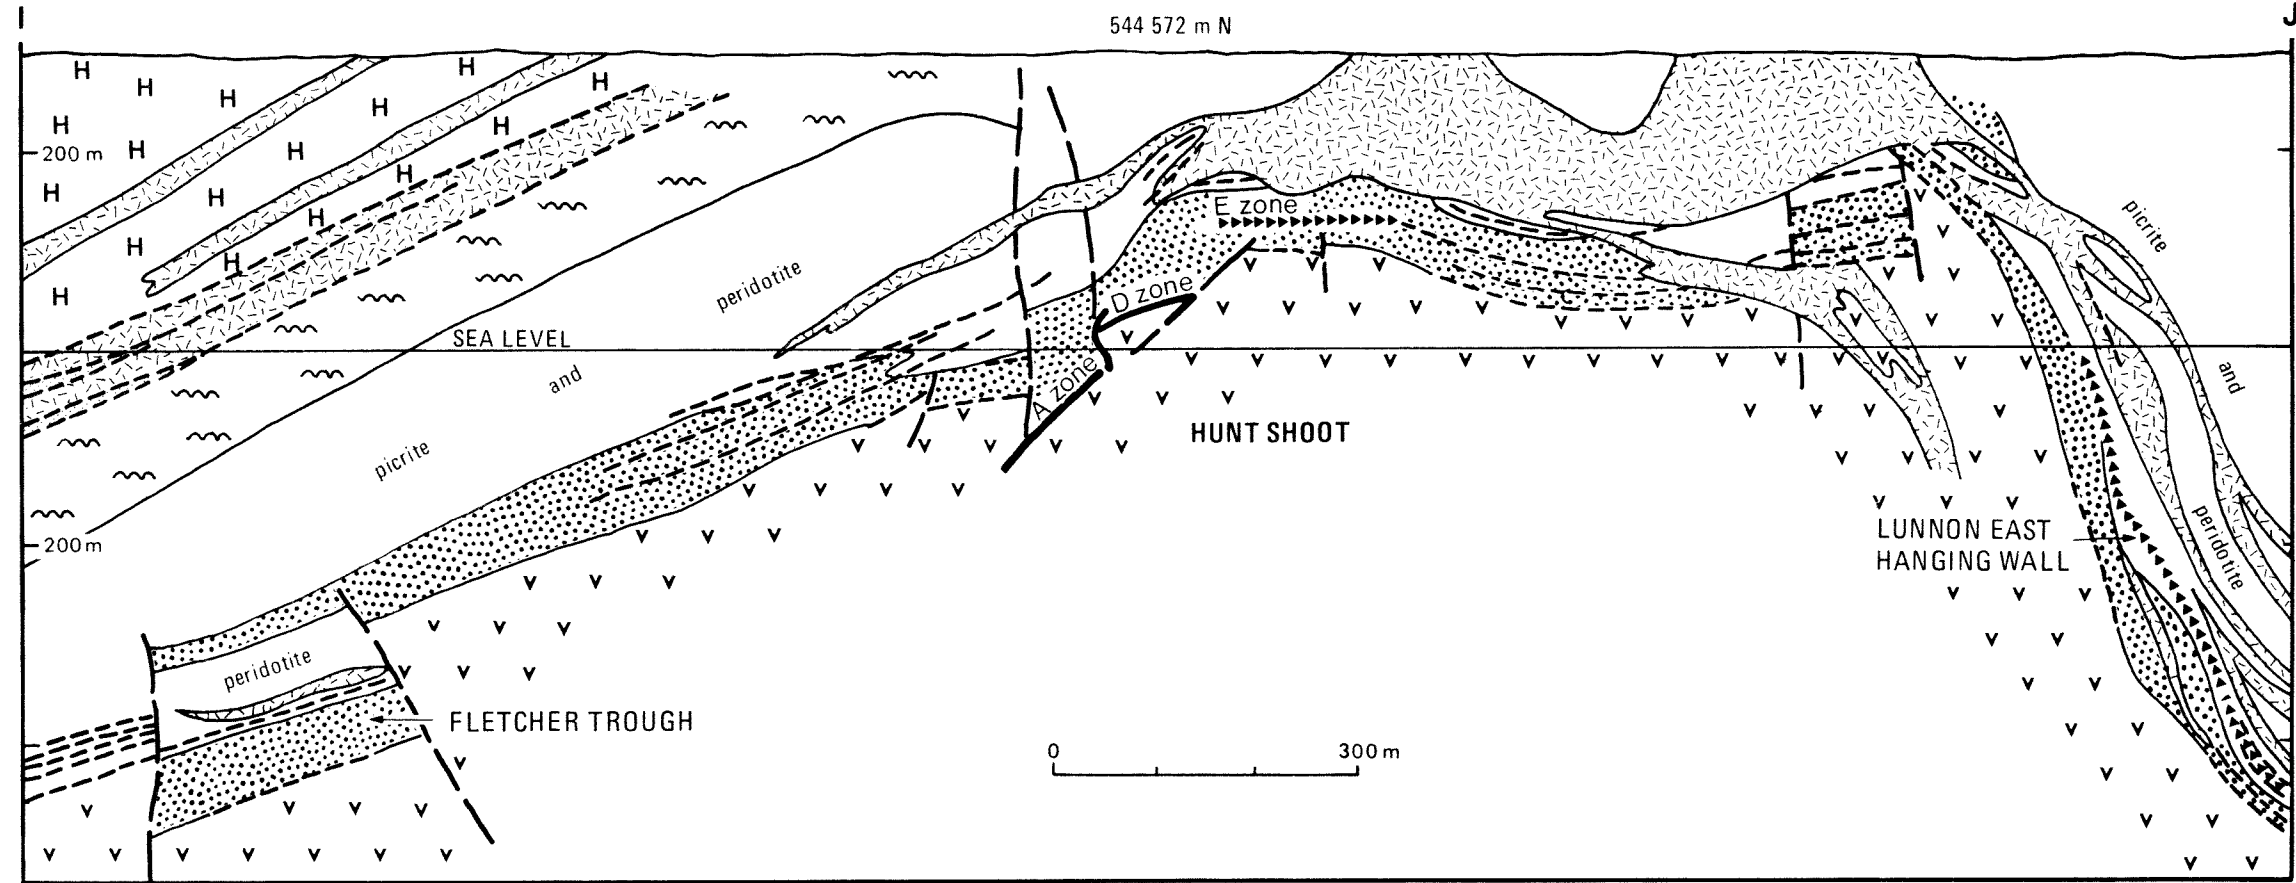 544 572 m N
J
H H H H
H H H
H H H
H H H H
H H H
H
200 m
E zone
picrite
D zone
peridotite
SEA LEVEL
and
and
A zone
HUNT SHOOT
picrite
LUNNON EAST
HANGING WALL
200m
peridotite
peridotite
FLETCHER TROUGH
0 300 m